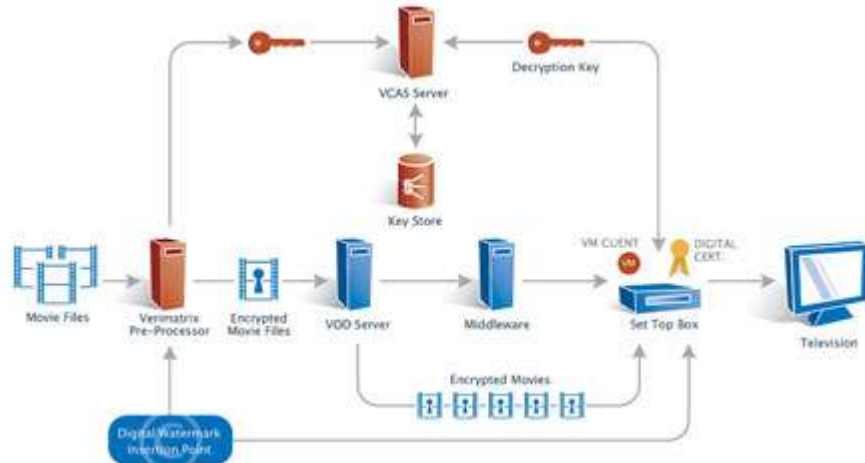 Decryption Key
VCAS Server
Key Store
VM CLIENT
VM
DIGITAL
CERT.
Movie Files
Verimatrix
Pre-Processor
Encrypted
Movie Files
VOD Server
Middleware
Set Top Box
Television
Encrypted Movies
Digital Watermark
Insertion Point